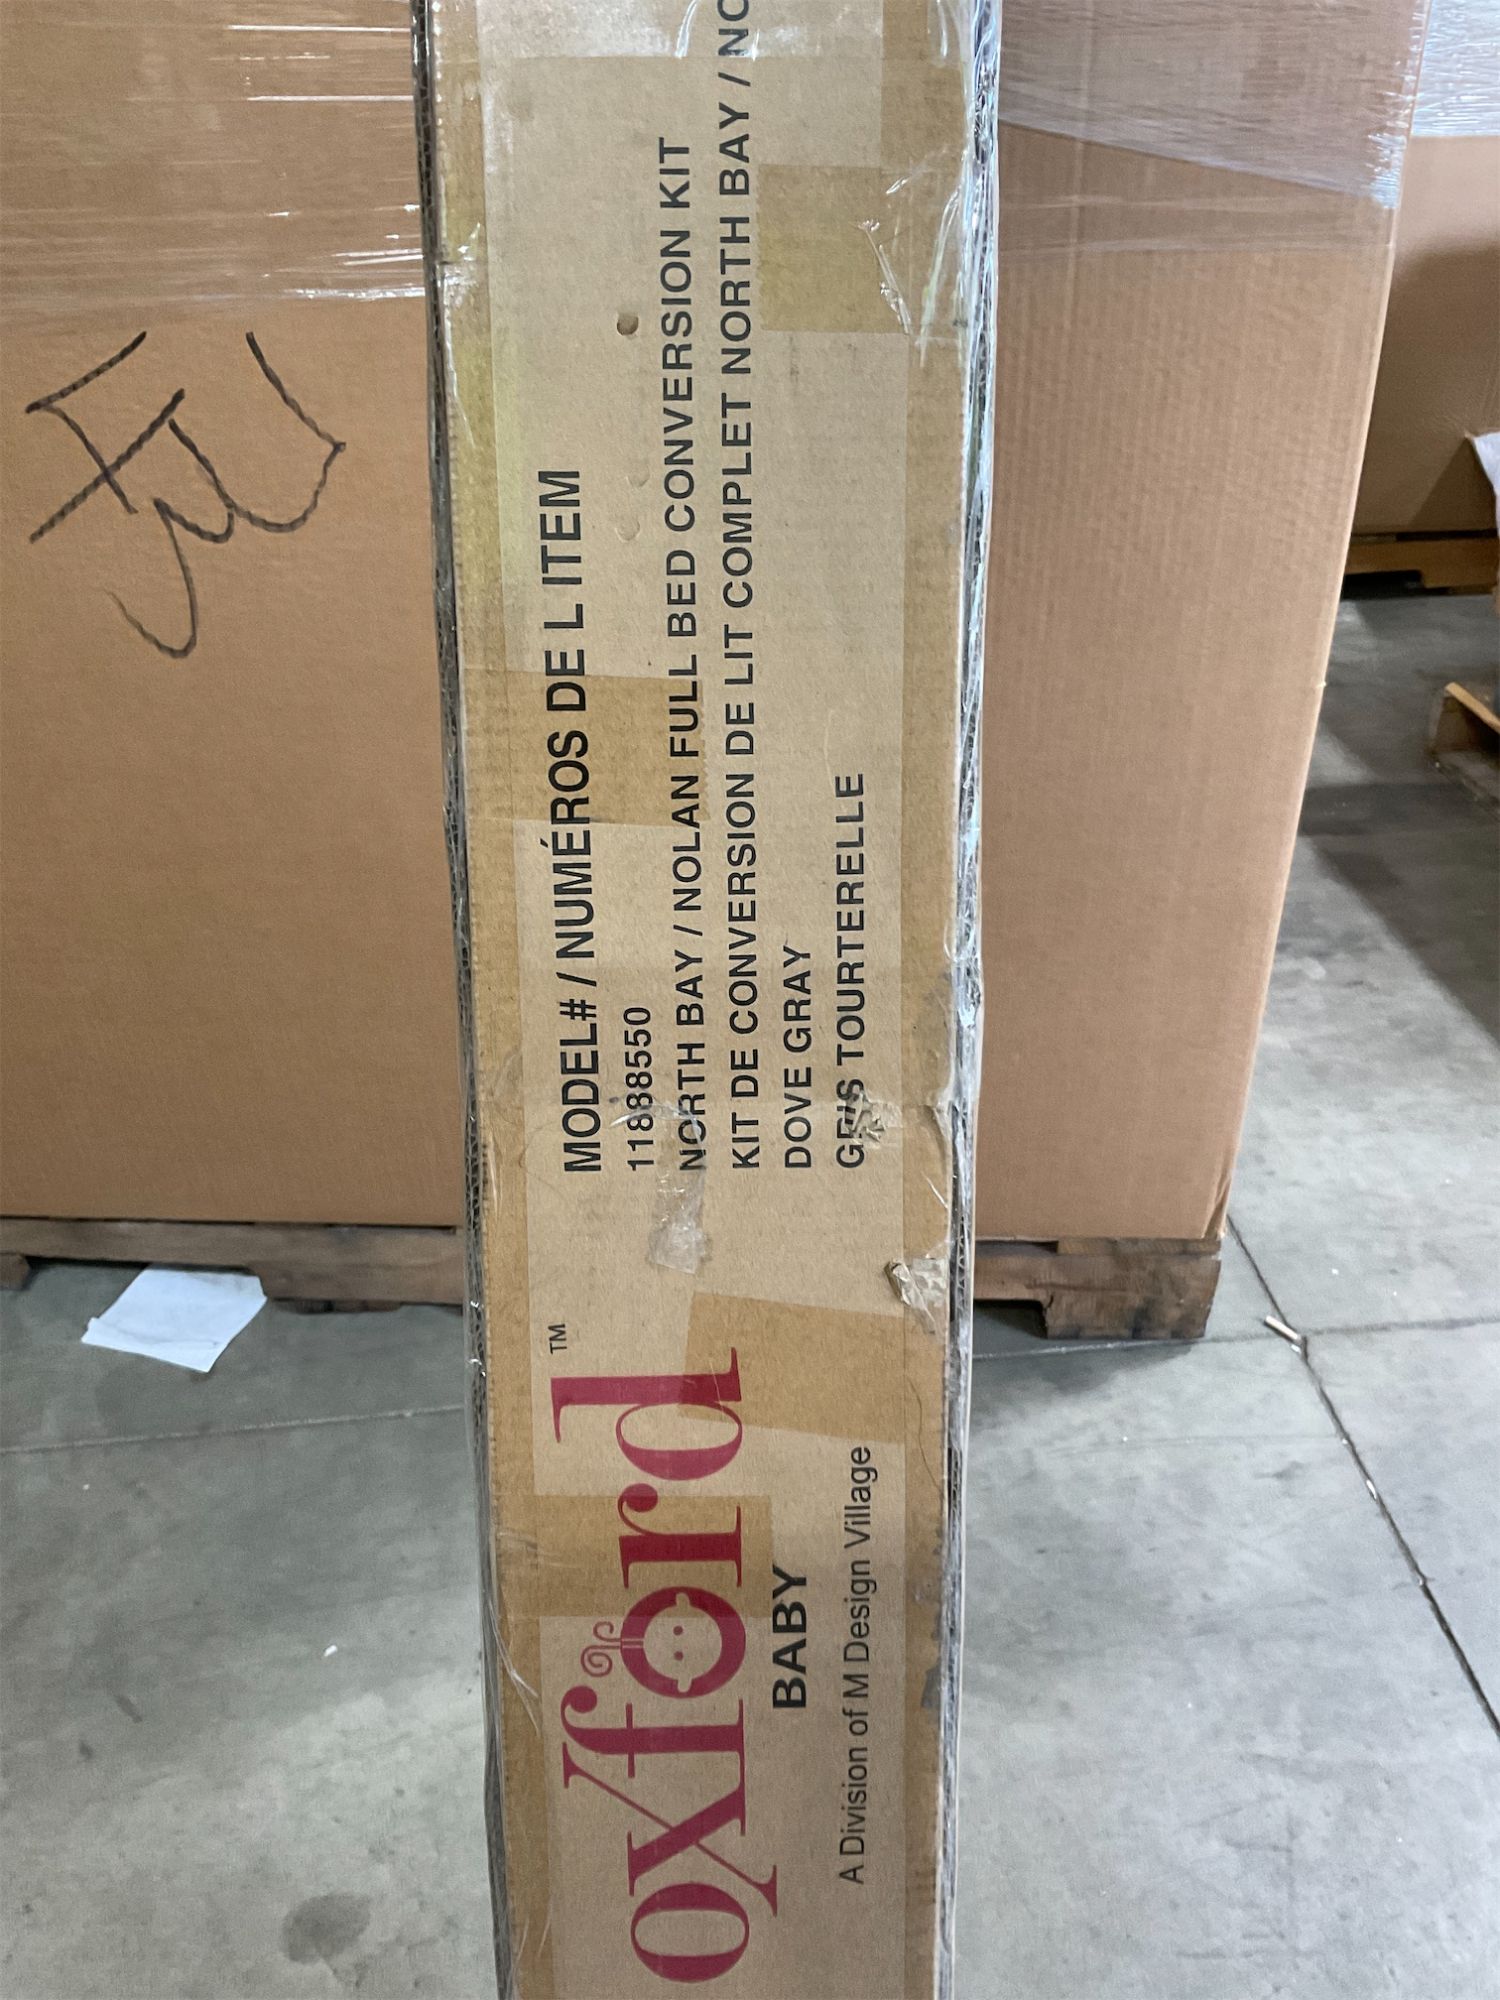 oxford™
BABY
A Division of M Design Village
MODEL# / NUMÉROS DE L ITEM
11888550
NORTH BAY / NOLAN FULL BED CONVERSION KIT
KIT DE CONVERSION DE LIT COMPLET NORTH BAY / NO
DOVE GRAY
GRIS TOURTERELLE